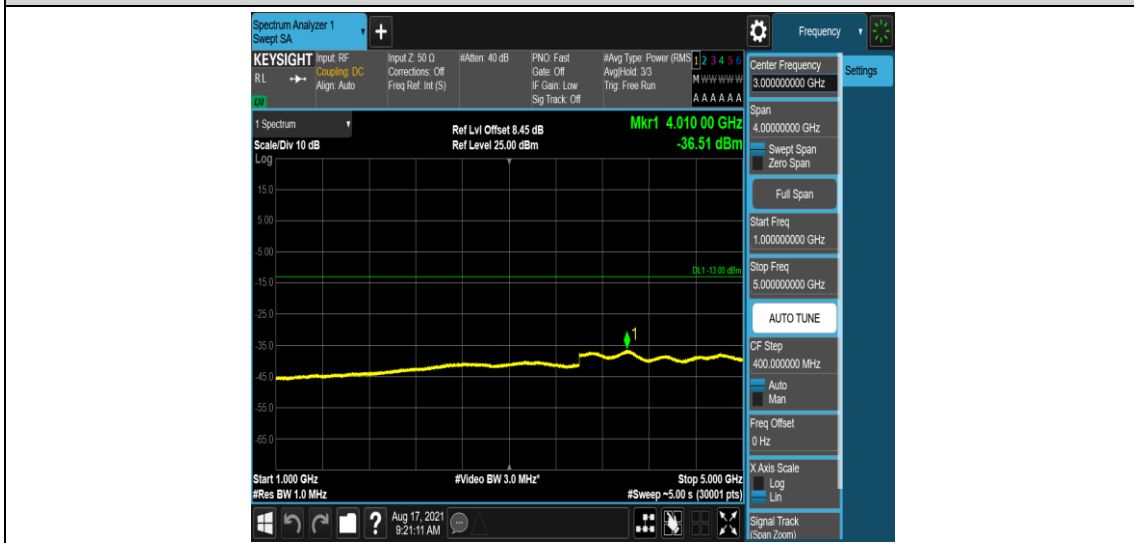 Spectrum Analyzer 1
Swept SA
+
Frequency
KEYSIGHT
RL
LXI
Input: RF
Coupling: DC
Align: Auto
Input Z: 50 Ω
Corrections: Off
Freq Ref: Int (S)
#Atten: 40 dB
PNO: Fast
Gate: Off
IF Gain: Low
Sig Track: Off
#Avg Type: Power (RMS
Avg|Hold: 3/3
Trig: Free Run
1 2 3 4 5 6
M W W W W W
A A A A A A
1 Spectrum
Scale/Div 10 dB
Log
Ref Lvl Offset 8.45 dB
Ref Level 25.00 dBm
Mkr1 4.010 00 GHz
-36.51 dBm
15.0
5.00
-5.00
-15.0
-25.0
-35.0
-45.0
-55.0
-65.0
DL1 -13.00 dBm
1
Start 1.000 GHz
#Res BW 1.0 MHz
#Video BW 3.0 MHz*
Stop 5.000 GHz
#Sweep ~5.00 s (30001 pts)
?
Aug 17, 2021
9:21:11 AM
Center Frequency
3.000000000 GHz
Settings
Span
4.00000000 GHz
Swept Span
Zero Span
Full Span
Start Freq
1.000000000 GHz
Stop Freq
5.000000000 GHz
AUTO TUNE
CF Step
400.000000 MHz
Auto
Man
Freq Offset
0 Hz
X Axis Scale
Log
Lin
Signal Track
(Span Zoom)